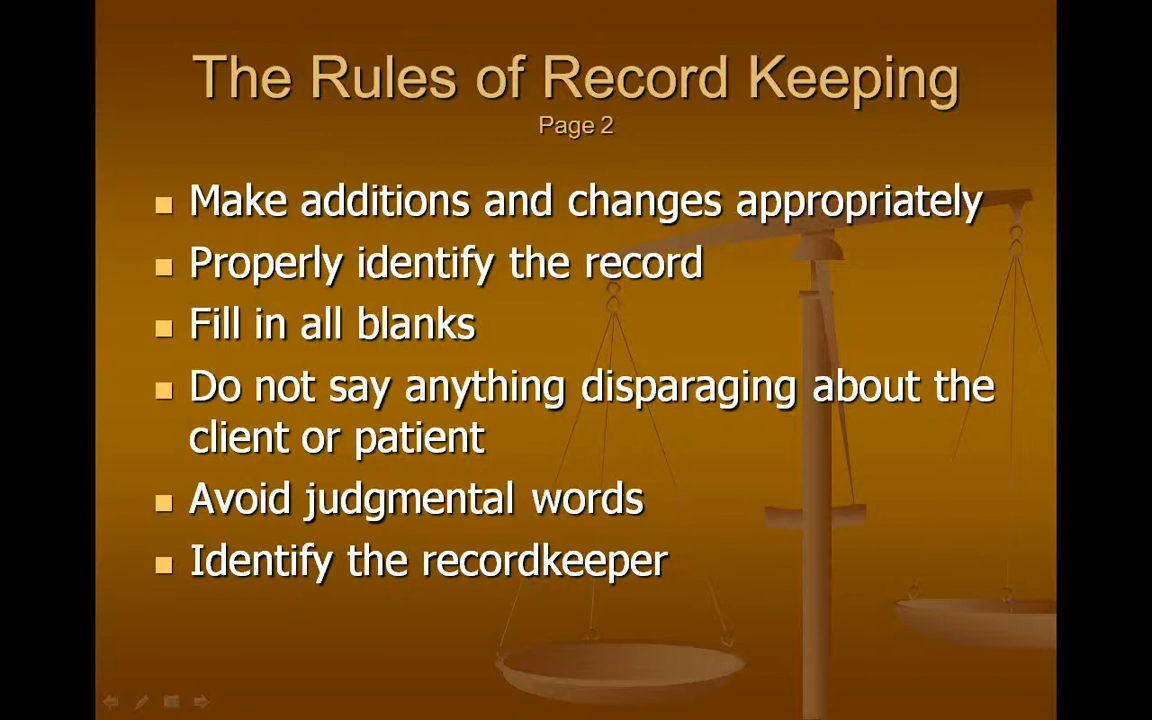 The Rules of Record Keeping
Page 2
Make additions and changes appropriately
Properly identify the record
Fill in all blanks
Do not say anything disparaging about the
client or patient
Avoid judgmental words
Identify the recordkeeper